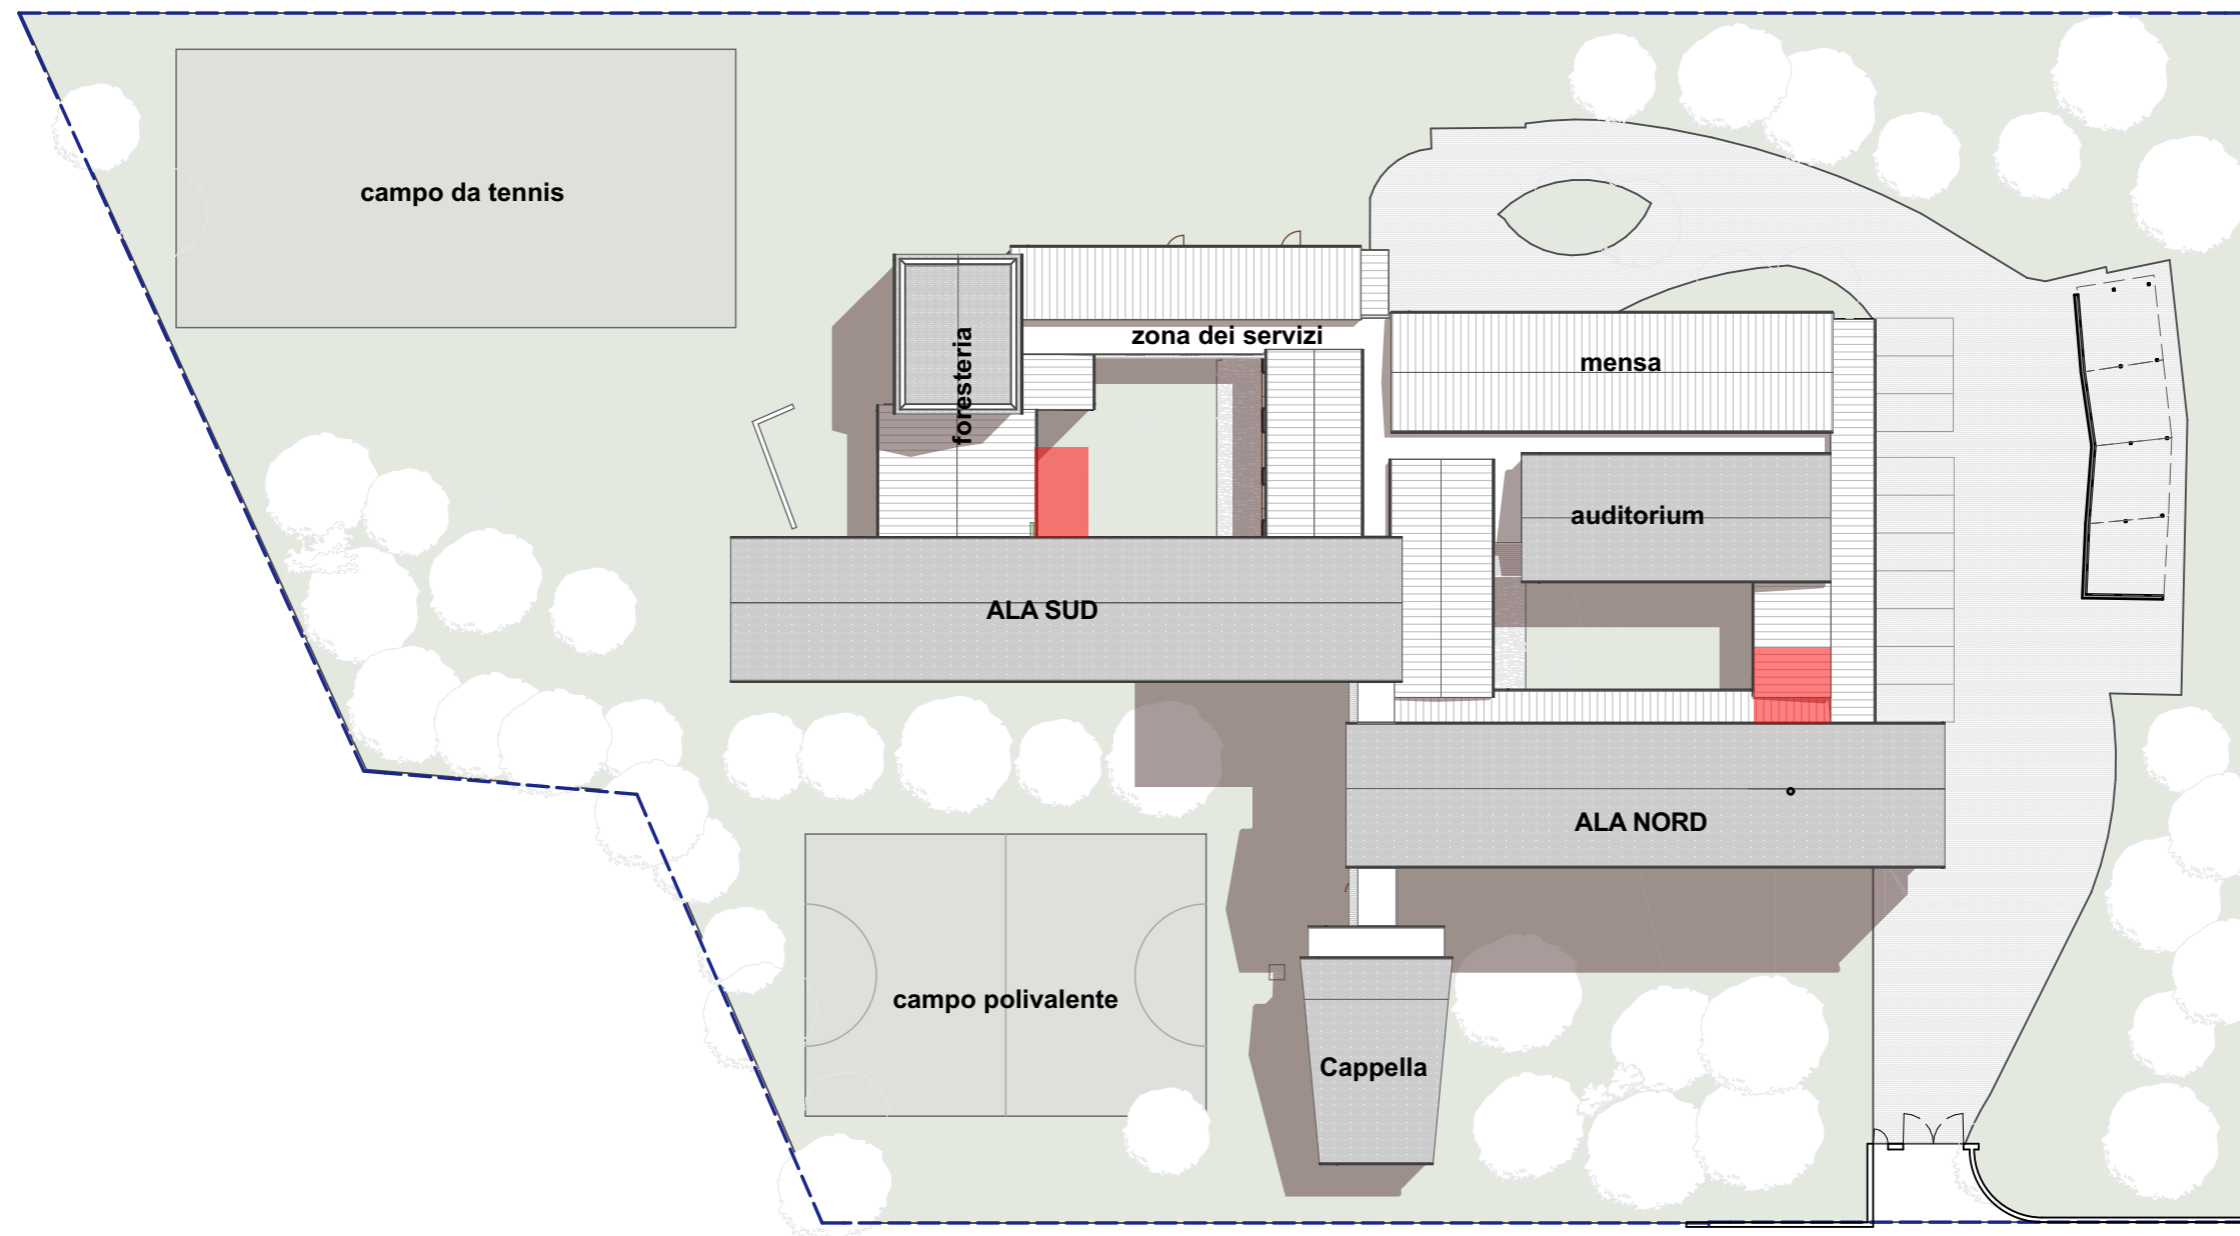 campo da tennis
zona dei servizi
foresteria
mensa
auditorium
ALA SUD
ALA NORD
campo polivalente
Cappella